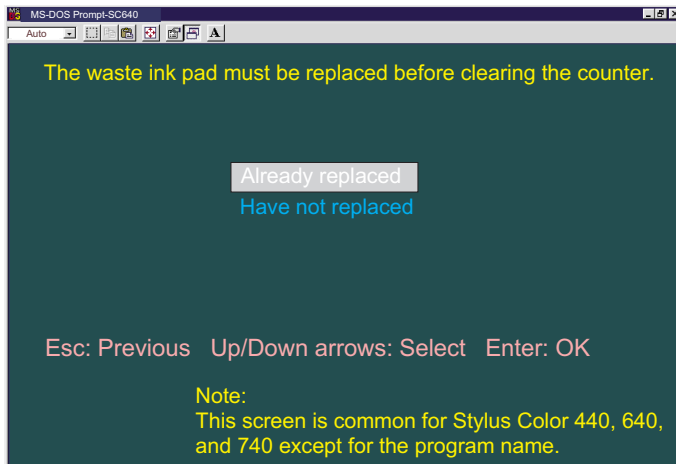 MS-DOS Prompt-SC640
Auto
A
The waste ink pad must be replaced before clearing the counter.
Already replaced
Have not replaced
Esc: Previous Up/Down arrows: Select Enter: OK
Note:
This screen is common for Stylus Color 440, 640,
and 740 except for the program name.